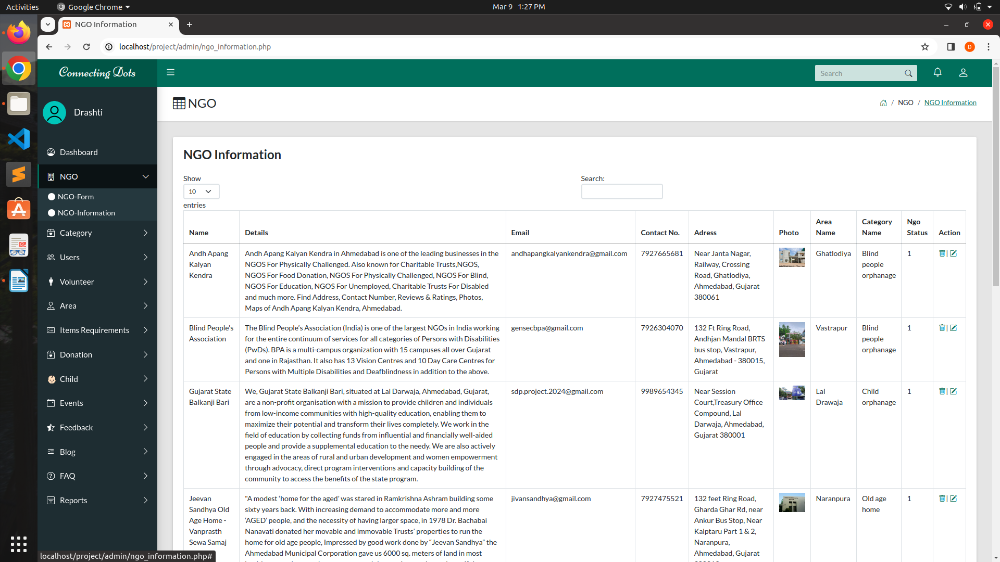 Activities
Google Chrome
Mar 9 1:27 PM
NGO Information
localhost/project/admin/ngo_information.php
D
Connecting Dots
Search
Drashti
NGO
/ NGO / NGO Information
Dashboard
NGO
NGO-Form
NGO-Information
Category
Users
Volunteer
Area
Items Requirements
Donation
Child
Events
Feedback
Blog
FAQ
Reports
NGO Information
Show
10
entries
Search:
Name Details Email Contact No. Adress Photo Area Name Category Name Ngo Status Action
Andh Apang
Kalyan
Kendra
Andh Apang Kalyan Kendra in Ahmedabad is one of the leading businesses in the
NGOS For Physically Challenged. Also known for Charitable Trusts,NGOS,
NGOS For Food Donation, NGOS For Physically Challenged, NGOS For Blind,
NGOS For Education, NGOS For Unemployed, Charitable Trusts For Disabled
and much more. Find Address, Contact Number, Reviews & Ratings, Photos,
Maps of Andh Apang Kalyan Kendra, Ahmedabad.
andhapangkalyankendra@gmail.com
7927665681
Near Janta Nagar,
Railway, Crossing
Road, Ghatlodiya,
Ahmedabad, Gujarat
380061
Ghatlodiya
Blind
people
orphanage
1
|
Blind People's
Association
The Blind People’s Association (India) is one of the largest NGOs in India working
for the entire continuum of services for all categories of Persons with Disabilities
(PwDs). BPA is a multi-campus organization with 15 campuses all over Gujarat
and one in Rajasthan. It also has 13 Vision Centres and 10 Day Care Centres for
Persons with Multiple Disabilities and Deafblindness in addition to the above.
gensecbpa@gmail.com
7926304070
132 Ft Ring Road,
Andhjan Mandal BRTS
bus stop, Vastrapur,
Ahmedabad - 380015,
Gujarat
Vastrapur
Blind
people
orphanage
1
|
Gujarat State
Balkanji Bari
We, Gujarat State Balkanji Bari, situated at Lal Darwaja, Ahmedabad, Gujarat,
are a non-profit organisation with a mission to provide children and individuals
from low-income communities with high-quality education, enabling them to
maximize their potential and transform their lives completely. We work in the
field of education by collecting funds from influential and financially well-aided
people and provide a supplemental education to the needy. We are also actively
engaged in the areas of rural and urban development and women empowerment
through advocacy, direct program interventions and capacity building of the
community to access the benefits of the state program.
sdp.project.2024@gmail.com
9989654345
Near Session
Court,Treasury Office
Compound, Lal
Darwaja, Ahmedabad,
Gujarat 380001
Lal
Drawaja
Child
orphanage
1
|
Jeevan
Sandhya Old
Age Home -
Vanprasth
Sewa Samaj
"A modest ‘home for the aged’ was stared in Ramkrishna Ashram building some
sixty years back. With increasing demand to accommodate more and more
‘AGED’ people, and the necessity of having larger space, in 1978 Dr. Bachabai
Nanavati donated her movable and immovable Trusts’ properties to run the
home for old age people, Impressed by good work done by “Jeevan Sandhya” the
Ahmedabad Municipal Corporation gave us 6000 sq. meters of land in most
jivansandhya@gmail.com
7927475521
132 feet Ring Road,
Gharda Ghar Rd, near
Ankur Bus Stop, Near
Kalptaru Part 1 & 2,
Naranpura,
Ahmedabad, Gujarat
Naranpura
Old age
home
1
|
localhost/project/admin/ngo_information.php#